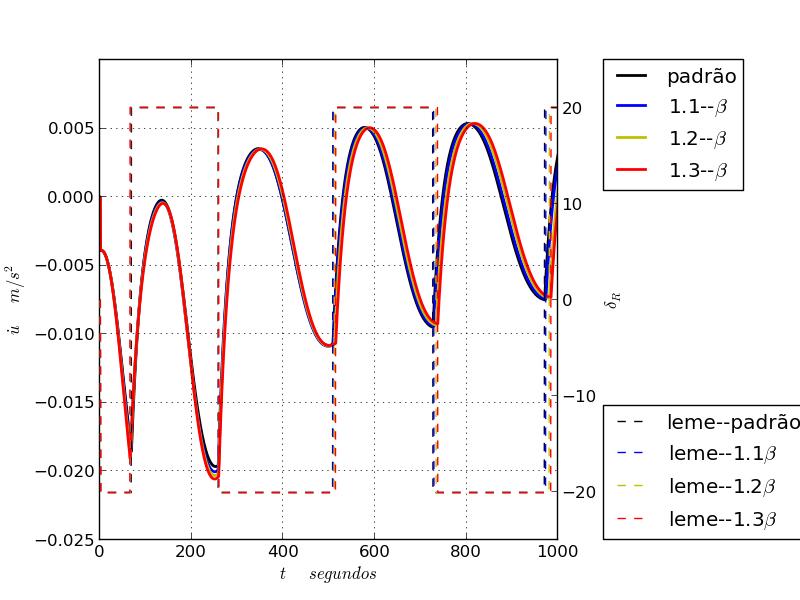 padrão
1.1--β
1.2--β
1.3--β
0.005
0.000
−0.005
−0.010
−0.015
−0.020
−0.025
20
10
0
−10
−20
u̇ m/s²
δ_R
leme--padrão
leme--1.1β
leme--1.2β
leme--1.3β
0 200 400 600 800 1000
t segundos